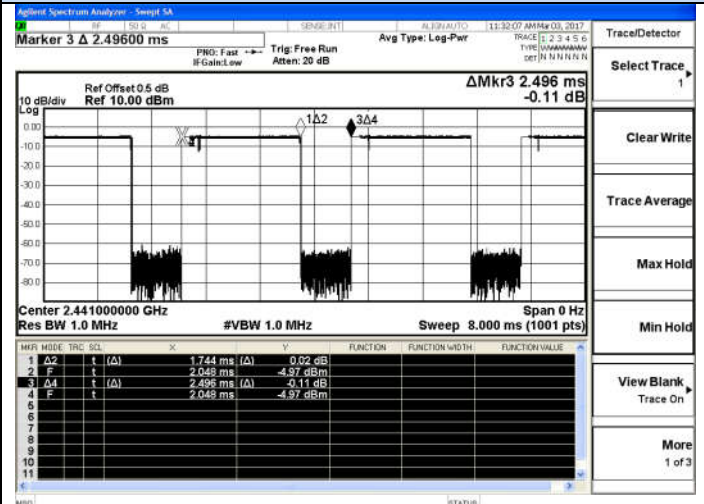 Agilent Spectrum Analyzer - Swept SA
RF 50 Ω AC SENSE:INT ALIGN AUTO 11:32:07 AM Mar 03, 2017
Marker 3 Δ 2.49600 ms
PNO: Fast
IFGain:Low
Trig: Free Run
Atten: 20 dB
Avg Type: Log-Pwr
TRACE 1 2 3 4 5 6
TYPE
DET N N N N N N
Trace/Detector
Select Trace
1
Clear Write
Trace Average
Max Hold
Min Hold
View Blank
Trace On
More
1 of 3
Ref Offset 0.5 dB
10 dB/div Ref 10.00 dBm
ΔMkr3 2.496 ms
-0.11 dB
Log
0.00
-10.0
-20.0
-30.0
-40.0
-50.0
-60.0
-70.0
-80.0
1Δ2
3Δ4
Center 2.441000000 GHz
Span 0 Hz
Res BW 1.0 MHz #VBW 1.0 MHz Sweep 8.000 ms (1001 pts)
MKR MODE TRC SCL X Y FUNCTION FUNCTION WIDTH FUNCTION VALUE
1 Δ2 t (Δ) 1.744 ms (Δ) 0.02 dB
2 F t 2.048 ms -4.97 dBm
3 Δ4 t (Δ) 2.496 ms (Δ) -0.11 dB
4 F t 2.048 ms -4.97 dBm
5
6
7
8
9
10
11
MSG STATUS